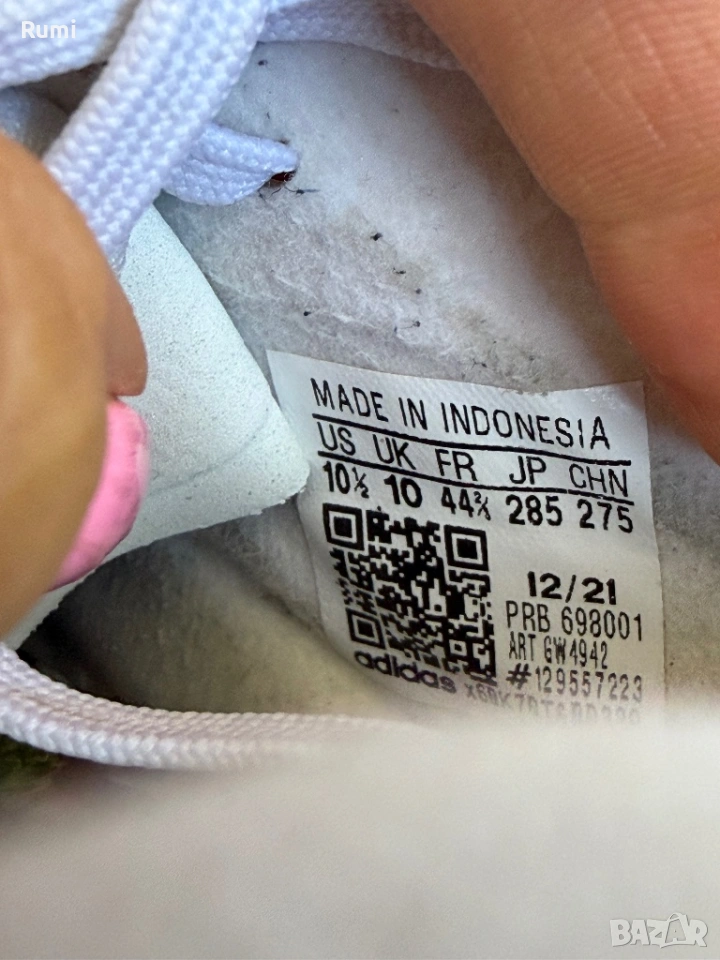 Rumi
MADE IN INDONESIA
US UK FR JP CHN
10½ 10 44⅔ 285 275
12/21
PRB 698001
ART GW4942
#129557223
adidas
BAZAR